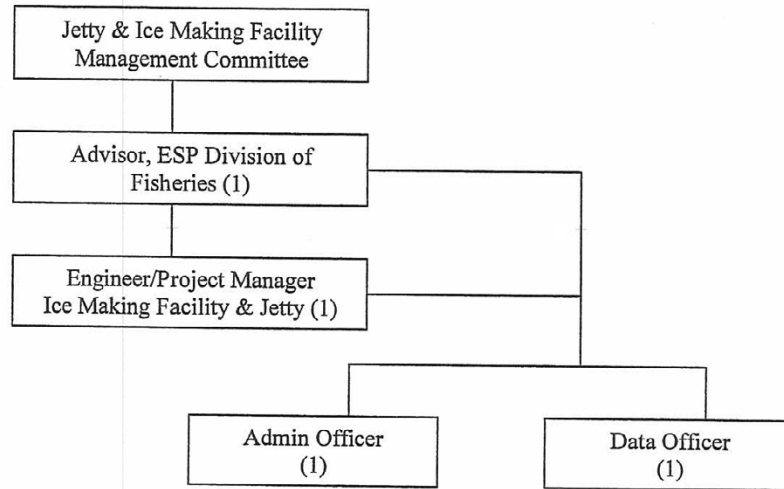 Jetty & Ice Making Facility
Management Committee
Advisor, ESP Division of
Fisheries (1)
Engineer/Project Manager
Ice Making Facility & Jetty (1)
Admin Officer
(1)
Data Officer
(1)